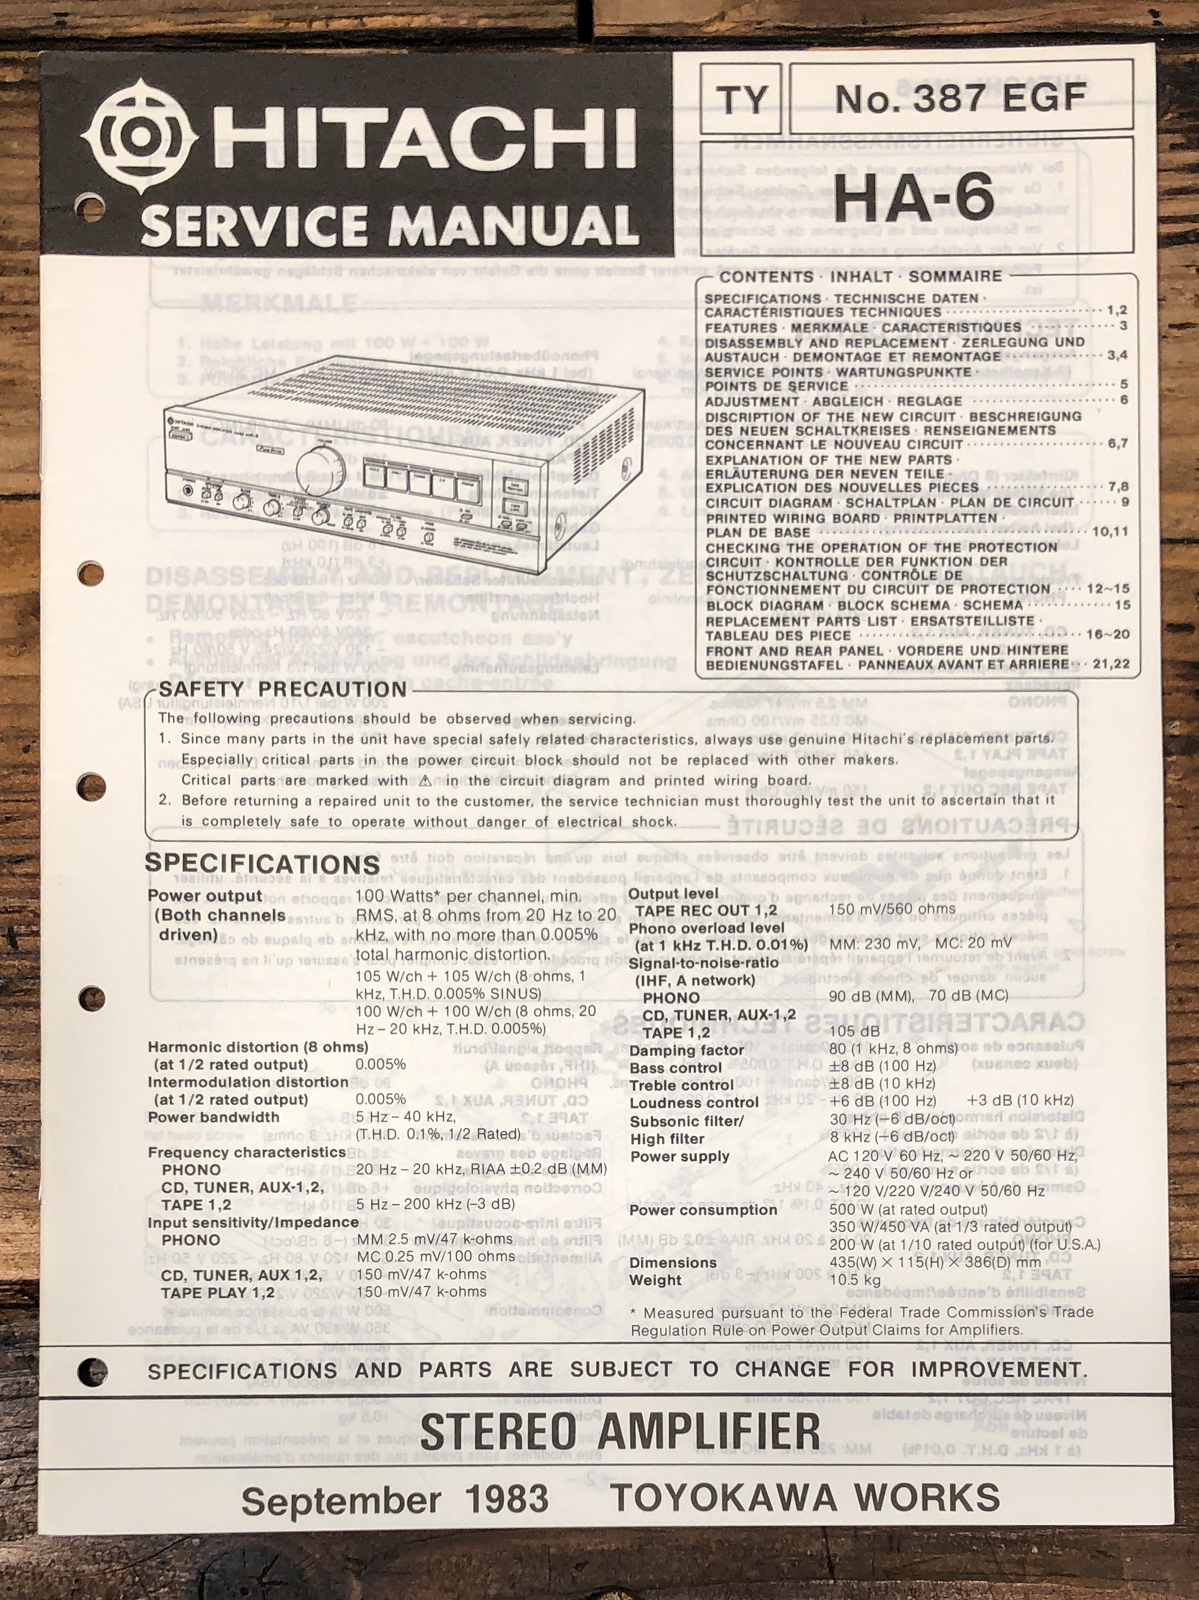 HITACHI
SERVICE MANUAL
TY
No. 387 EGF
HA-6
CONTENTS · INHALT · SOMMAIRE
SPECIFICATIONS · TECHNISCHE DATEN ·
CARACTÉRISTIQUES TECHNIQUES 1,2
FEATURES · MERKMALE · CARACTERISTIQUES 3
DISASSEMBLY AND REPLACEMENT · ZERLEGUNG UND
AUSTAUCH · DEMONTAGE ET REMONTAGE 3,4
SERVICE POINTS · WARTUNGSPUNKTE ·
POINTS DE SERVICE 5
ADJUSTMENT · ABGLEICH · REGLAGE 6
DISCRIPTION OF THE NEW CIRCUIT · BESCHREIGUNG
DES NEUEN SCHALTKREISES · RENSEIGNEMENTS
CONCERNANT LE NOUVEAU CIRCUIT 6,7
EXPLANATION OF THE NEW PARTS ·
ERLÄUTERUNG DER NEVEN TEILE ·
EXPLICATION DES NOUVELLES PIECES 7,8
CIRCUIT DIAGRAM · SCHALTPLAN · PLAN DE CIRCUIT 9
PRINTED WIRING BOARD · PRINTPLATTEN ·
PLAN DE BASE 10,11
CHECKING THE OPERATION OF THE PROTECTION
CIRCUIT · KONTROLLE DER FUNKTION DER
SCHUTZSCHALTUNG · CONTRÔLE DE
FONCTIONNEMENT DU CIRCUIT DE PROTECTION 12~15
BLOCK DIAGRAM · BLOCK SCHEMA · SCHEMA 15
REPLACEMENT PARTS LIST · ERSATSTEILLISTE ·
TABLEAU DES PIECE 16~20
FRONT AND REAR PANEL · VORDERE UND HINTERE
BEDIENUNGSTAFEL · PANNEAUX AVANT ET ARRIERE 21,22
SAFETY PRECAUTION
The following precautions should be observed when servicing.
1. Since many parts in the unit have special safely related characteristics, always use genuine Hitachi's replacement parts.
Especially critical parts in the power circuit block should not be replaced with other makers.
Critical parts are marked with ⚠ in the circuit diagram and printed wiring board.
2. Before returning a repaired unit to the customer, the service technician must thoroughly test the unit to ascertain that it
is completely safe to operate without danger of electrical shock.
SPECIFICATIONS
Power output 100 Watts* per channel, min.
(Both channels RMS, at 8 ohms from 20 Hz to 20
driven) kHz, with no more than 0.005%
total harmonic distortion.
105 W/ch + 105 W/ch (8 ohms, 1
kHz, T.H.D. 0.005% SINUS)
100 W/ch + 100 W/ch (8 ohms, 20
Hz – 20 kHz, T.H.D. 0.005%)
Harmonic distortion (8 ohms)
(at 1/2 rated output) 0.005%
Intermodulation distortion
(at 1/2 rated output) 0.005%
Power bandwidth 5 Hz – 40 kHz,
(T.H.D. 0.1%, 1/2 Rated)
Frequency characteristics
PHONO 20 Hz – 20 kHz, RIAA ±0.2 dB (MM)
CD, TUNER, AUX-1,2,
TAPE 1,2 5 Hz – 200 kHz (–3 dB)
Input sensitivity/Impedance
PHONO MM 2.5 mV/47 k-ohms
MC 0.25 mV/100 ohms
CD, TUNER, AUX 1,2, 150 mV/47 k-ohms
TAPE PLAY 1,2 150 mV/47 k-ohms
Output level
TAPE REC OUT 1,2 150 mV/560 ohms
Phono overload level
(at 1 kHz T.H.D. 0.01%) MM: 230 mV, MC: 20 mV
Signal-to-noise-ratio
(IHF, A network)
PHONO 90 dB (MM), 70 dB (MC)
CD, TUNER, AUX-1,2
TAPE 1,2 105 dB
Damping factor 80 (1 kHz, 8 ohms)
Bass control ±8 dB (100 Hz)
Treble control ±8 dB (10 kHz)
Loudness control +6 dB (100 Hz) +3 dB (10 kHz)
Subsonic filter/ 30 Hz (–6 dB/oct)
High filter 8 kHz (–6 dB/oct)
Power supply AC 120 V 60 Hz, ~ 220 V 50/60 Hz,
~ 240 V 50/60 Hz or
~ 120 V/220 V/240 V 50/60 Hz
Power consumption 500 W (at rated output)
350 W/450 VA (at 1/3 rated output)
200 W (at 1/10 rated output) (for U.S.A.)
Dimensions 435(W) × 115(H) × 386(D) mm
Weight 10.5 kg
* Measured pursuant to the Federal Trade Commission's Trade
Regulation Rule on Power Output Claims for Amplifiers.
SPECIFICATIONS AND PARTS ARE SUBJECT TO CHANGE FOR IMPROVEMENT.
STEREO AMPLIFIER
September 1983 TOYOKAWA WORKS